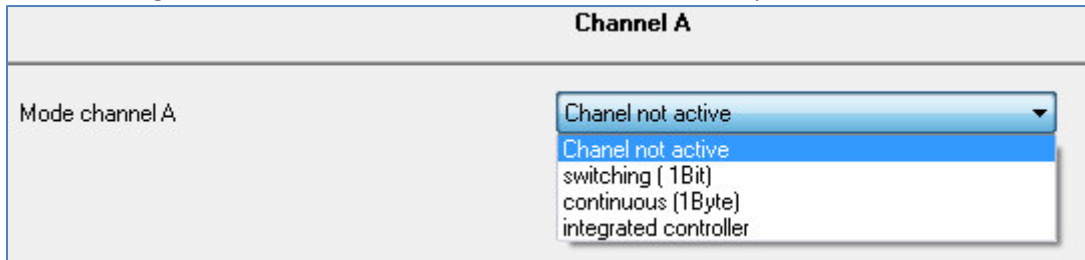 Channel A
Mode channel A
Chanel not active
Chanel not active
switching ( 1Bit)
continuous (1Byte)
integrated controller